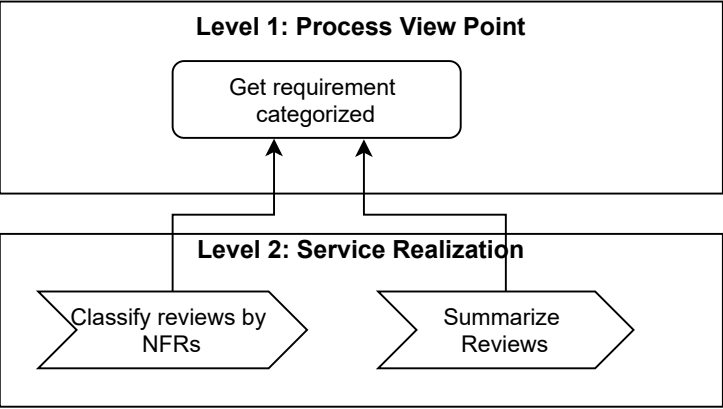 Level 1: Process View Point
Get requirement
categorized
Level 2: Service Realization
Classify reviews by
NFRs
Summarize
Reviews